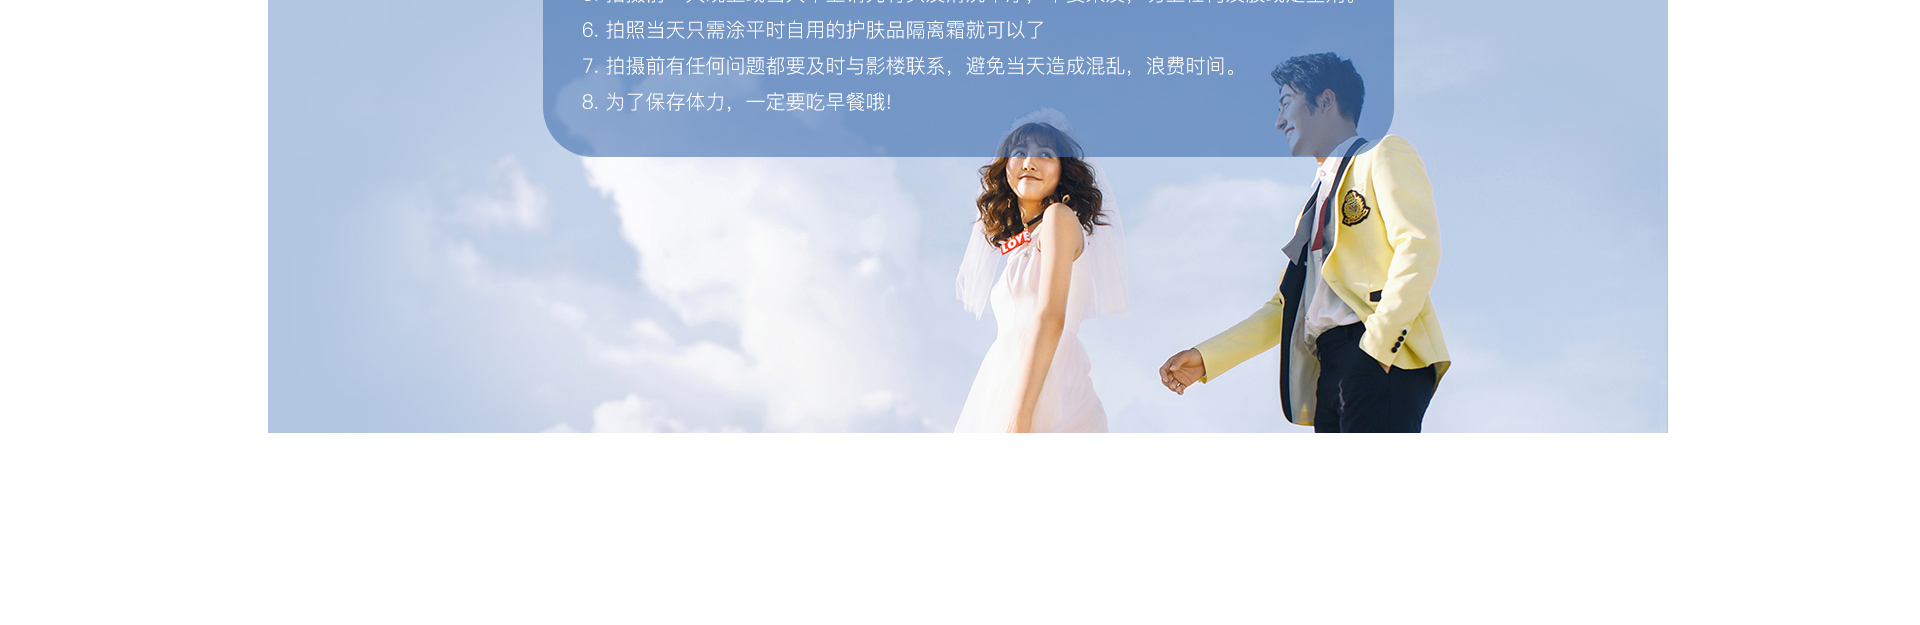 6. 拍照当天只需涂平时自用的护肤品隔离霜就可以了
7. 拍摄前有任何问题都要及时与影楼联系，避免当天造成混乱，浪费时间。
8. 为了保存体力，一定要吃早餐哦!
LOVE